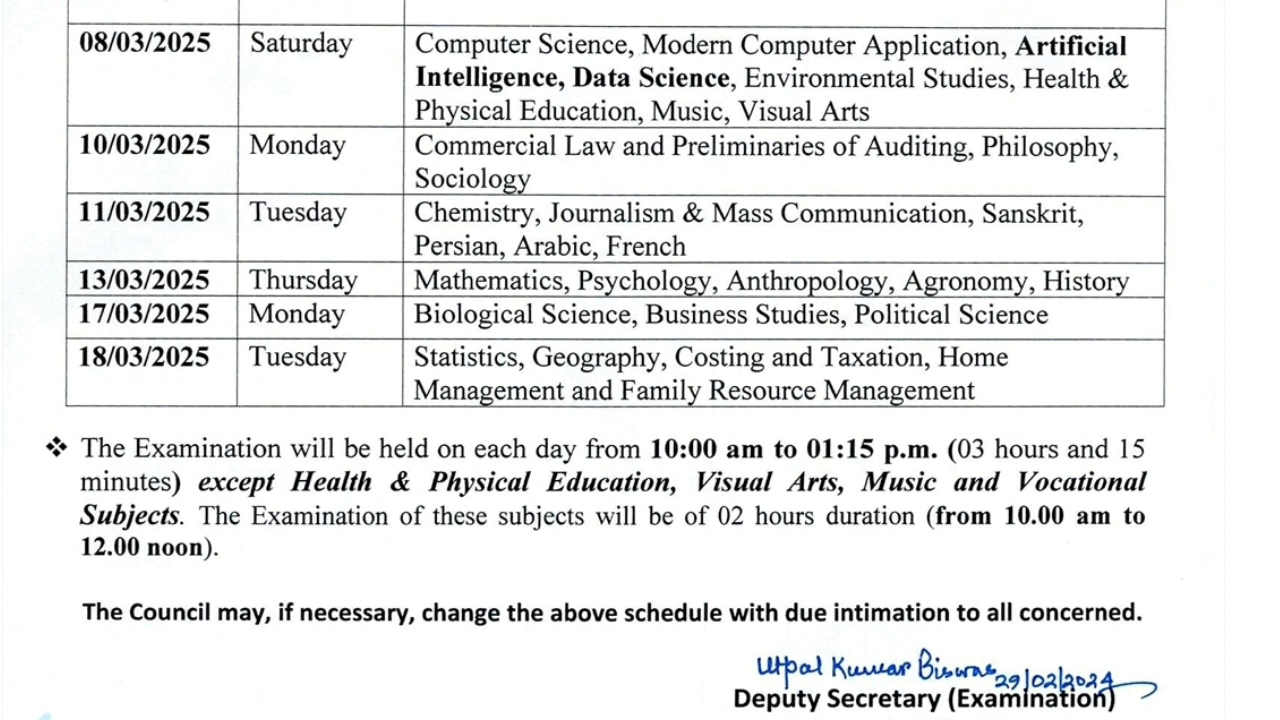 08/03/2025 Saturday Computer Science, Modern Computer Application, Artificial
Intelligence, Data Science, Environmental Studies, Health &
Physical Education, Music, Visual Arts
10/03/2025 Monday Commercial Law and Preliminaries of Auditing, Philosophy,
Sociology
11/03/2025 Tuesday Chemistry, Journalism & Mass Communication, Sanskrit,
Persian, Arabic, French
13/03/2025 Thursday Mathematics, Psychology, Anthropology, Agronomy, History
17/03/2025 Monday Biological Science, Business Studies, Political Science
18/03/2025 Tuesday Statistics, Geography, Costing and Taxation, Home
Management and Family Resource Management
❖ The Examination will be held on each day from 10:00 am to 01:15 p.m. (03 hours and 15
minutes) except Health & Physical Education, Visual Arts, Music and Vocational
Subjects. The Examination of these subjects will be of 02 hours duration (from 10.00 am to
12.00 noon).
The Council may, if necessary, change the above schedule with due intimation to all concerned.
Utpal Kumar Biswas 29/02/2024
Deputy Secretary (Examination)